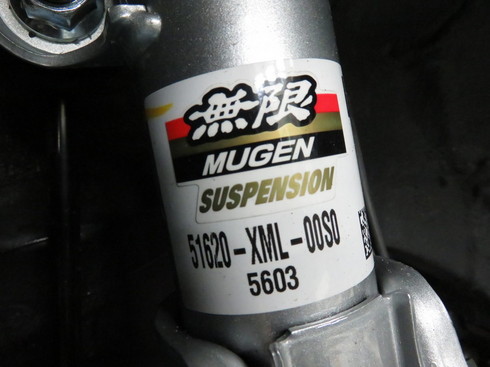 無限
MUGEN
SUSPENSION
51620-XML-00S0
5603